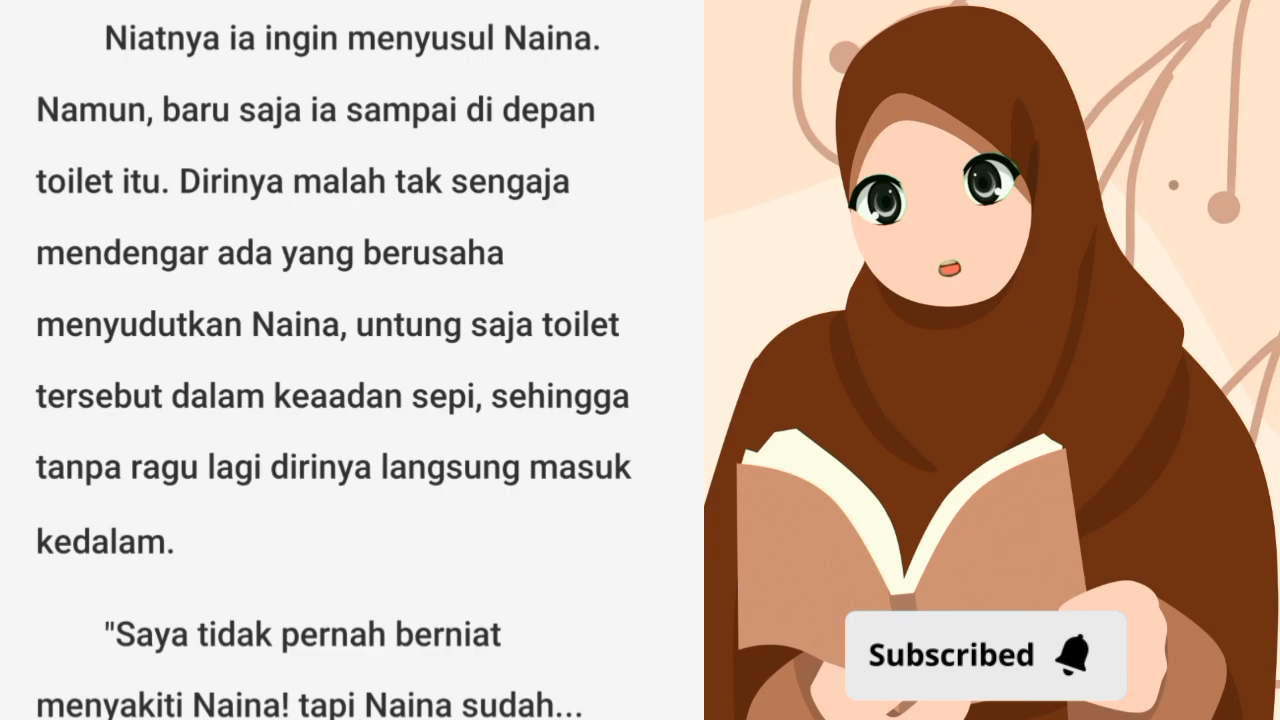 Niatnya ia ingin menyusul Naina.
Namun, baru saja ia sampai di depan
toilet itu. Dirinya malah tak sengaja
mendengar ada yang berusaha
menyudutkan Naina, untung saja toilet
tersebut dalam keaadan sepi, sehingga
tanpa ragu lagi dirinya langsung masuk
kedalam.
"Saya tidak pernah berniat
menyakiti Naina! tapi Naina sudah...
Subscribed